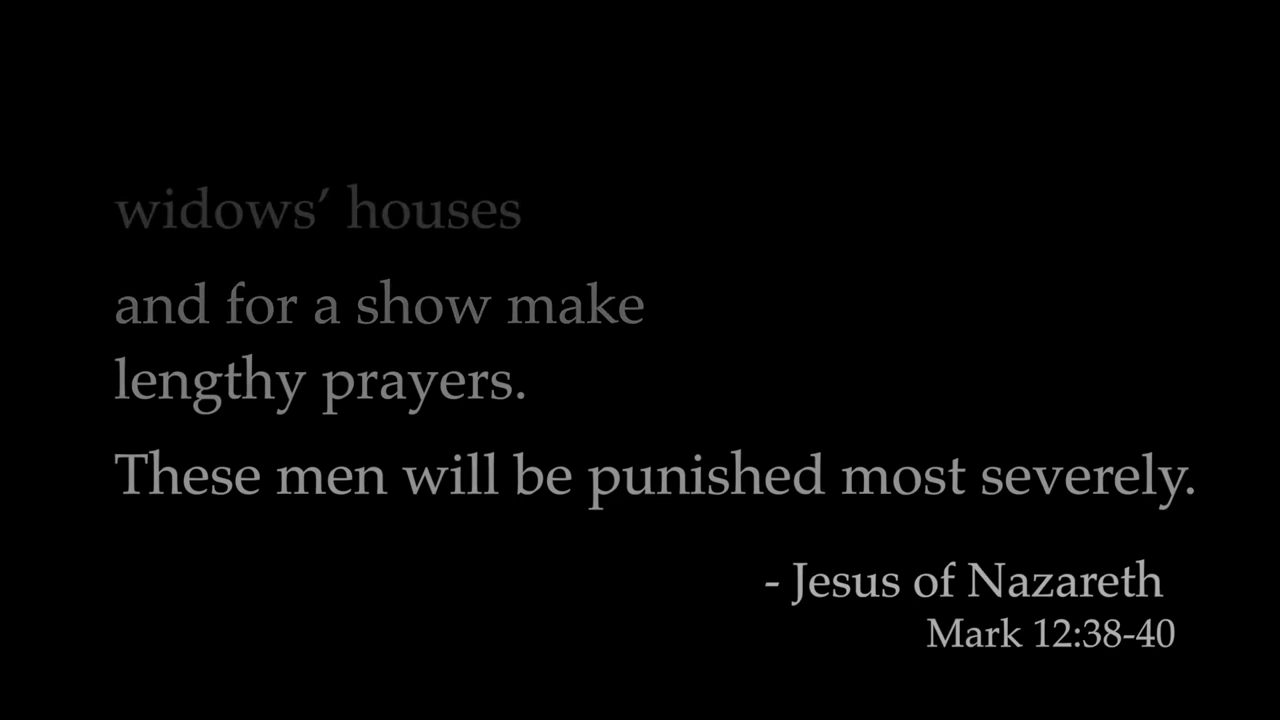 widows’ houses
and for a show make
lengthy prayers.
These men will be punished most severely.
- Jesus of Nazareth
Mark 12:38-40